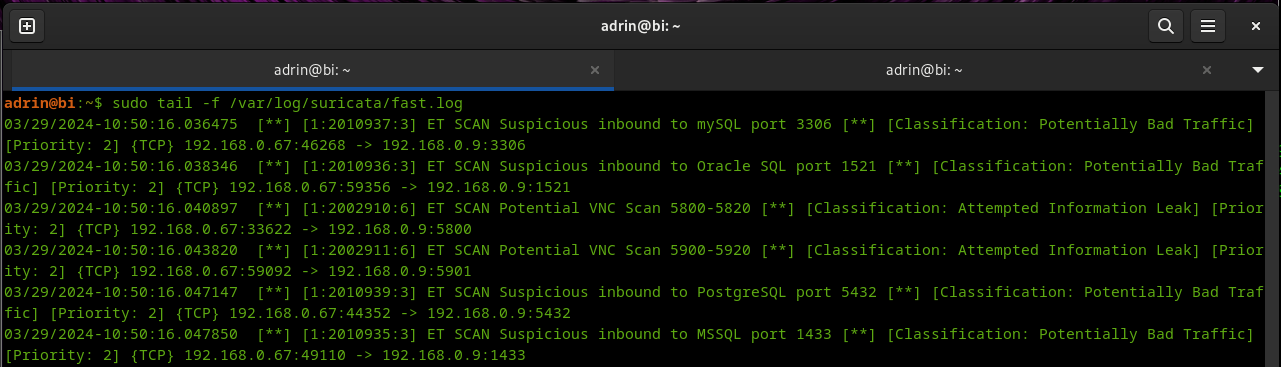 adrin@bi: ~
adrin@bi: ~
adrin@bi: ~
adrin@bi:~$ sudo tail -f /var/log/suricata/fast.log
03/29/2024-10:50:16.036475  [**] [1:2010937:3] ET SCAN Suspicious inbound to mySQL port 3306 [**] [Classification: Potentially Bad Traffic]
[Priority: 2] {TCP} 192.168.0.67:46268 -> 192.168.0.9:3306
03/29/2024-10:50:16.038346  [**] [1:2010936:3] ET SCAN Suspicious inbound to Oracle SQL port 1521 [**] [Classification: Potentially Bad Traf
fic] [Priority: 2] {TCP} 192.168.0.67:59356 -> 192.168.0.9:1521
03/29/2024-10:50:16.040897  [**] [1:2002910:6] ET SCAN Potential VNC Scan 5800-5820 [**] [Classification: Attempted Information Leak] [Prior
ity: 2] {TCP} 192.168.0.67:33622 -> 192.168.0.9:5800
03/29/2024-10:50:16.043820  [**] [1:2002911:6] ET SCAN Potential VNC Scan 5900-5920 [**] [Classification: Attempted Information Leak] [Prior
ity: 2] {TCP} 192.168.0.67:59092 -> 192.168.0.9:5901
03/29/2024-10:50:16.047147  [**] [1:2010939:3] ET SCAN Suspicious inbound to PostgreSQL port 5432 [**] [Classification: Potentially Bad Traf
fic] [Priority: 2] {TCP} 192.168.0.67:44352 -> 192.168.0.9:5432
03/29/2024-10:50:16.047850  [**] [1:2010935:3] ET SCAN Suspicious inbound to MSSQL port 1433 [**] [Classification: Potentially Bad Traffic]
[Priority: 2] {TCP} 192.168.0.67:49110 -> 192.168.0.9:1433